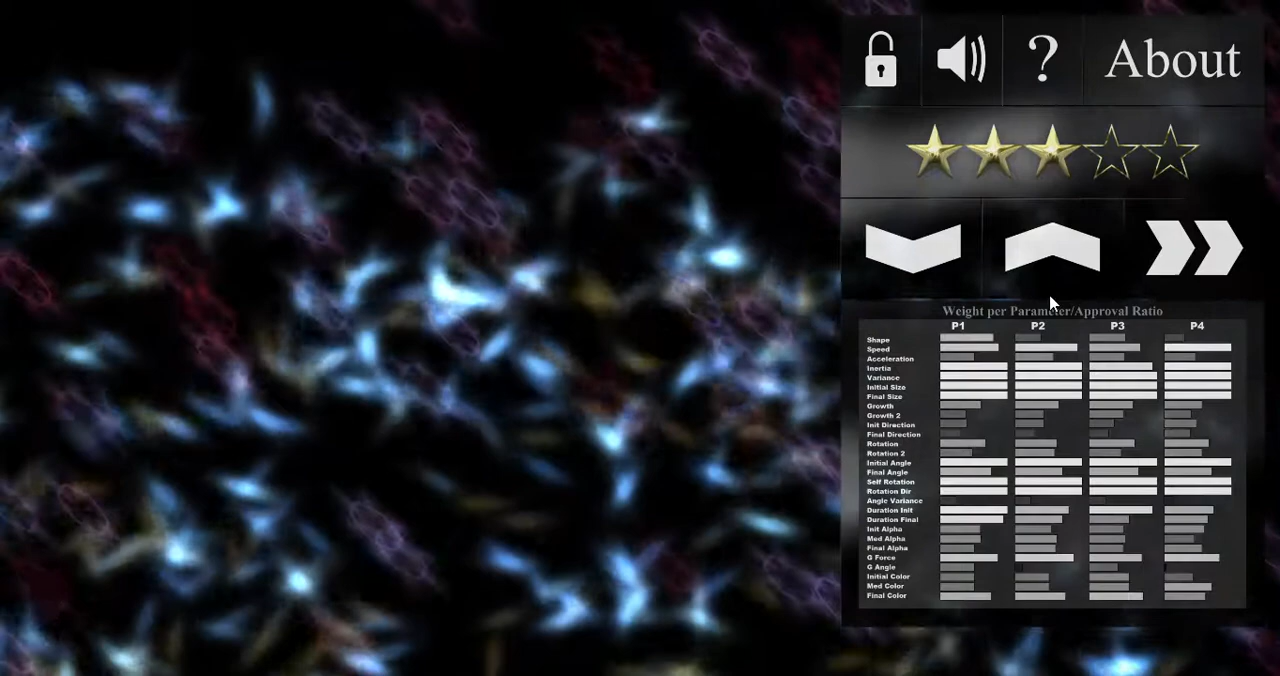 ? About
Weight per Parameter/Approval Ratio
P1 P2 P3 P4
Shape
Speed
Acceleration
Inertia
Variance
Initial Size
Final Size
Growth
Growth 2
Init Direction
Final Direction
Rotation
Rotation 2
Initial Angle
Final Angle
Self Rotation
Rotation Dir
Angle Variance
Duration Init
Duration Final
Init Alpha
Med Alpha
Final Alpha
G Force
G Angle
Initial Color
Med Color
Final Color